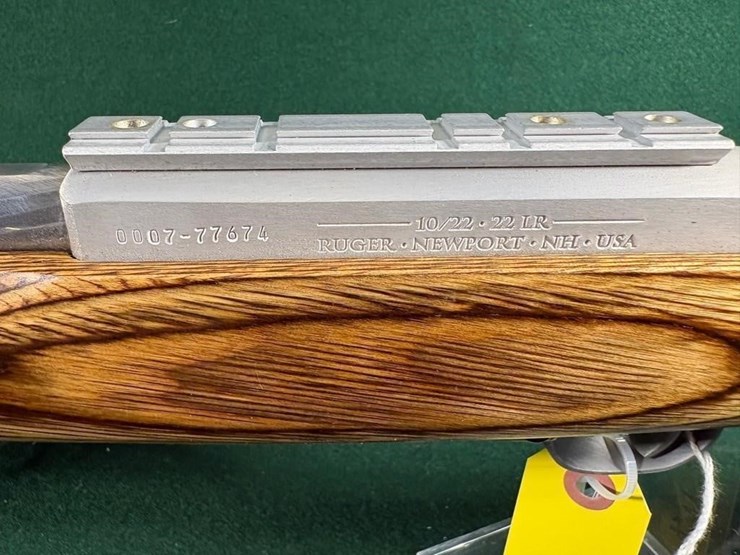 0007-77674
10/22 · 22 LR
RUGER · NEWPORT · NH · USA